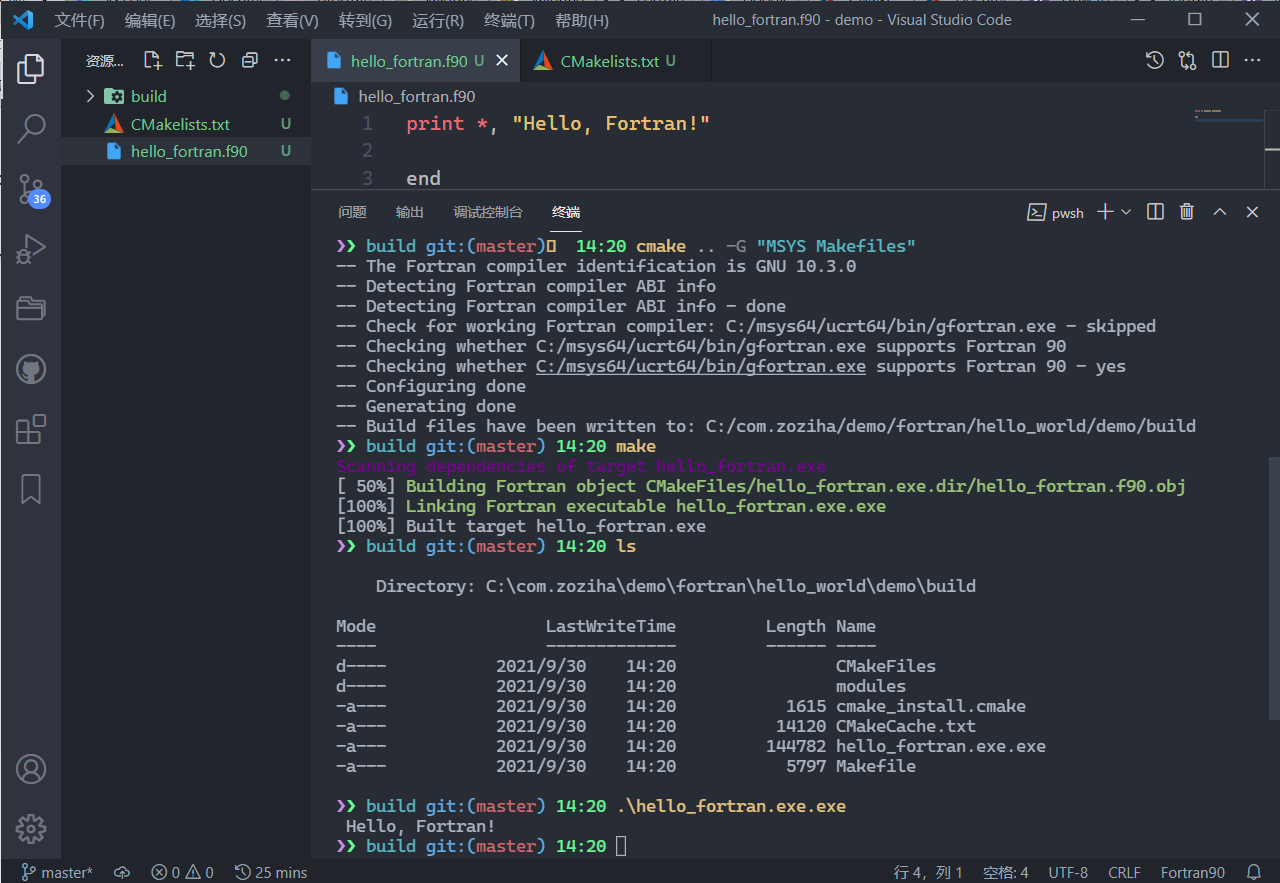 文件(F) 编辑(E) 选择(S) 查看(V) 转到(G) 运行(R) 终端(T) 帮助(H) hello_fortran.f90 - demo - Visual Studio Code
资源... hello_fortran.f90 U CMakelists.txt U
build
CMakelists.txt U
hello_fortran.f90 U
36
hello_fortran.f90
1 print *, "Hello, Fortran!"
2
3 end
问题 输出 调试控制台 终端 pwsh
❯❯ build git:(master)▯ 14:20 cmake .. -G "MSYS Makefiles"
-- The Fortran compiler identification is GNU 10.3.0
-- Detecting Fortran compiler ABI info
-- Detecting Fortran compiler ABI info - done
-- Check for working Fortran compiler: C:/msys64/ucrt64/bin/gfortran.exe - skipped
-- Checking whether C:/msys64/ucrt64/bin/gfortran.exe supports Fortran 90
-- Checking whether C:/msys64/ucrt64/bin/gfortran.exe supports Fortran 90 - yes
-- Configuring done
-- Generating done
-- Build files have been written to: C:/com.zoziha/demo/fortran/hello_world/demo/build
❯❯ build git:(master) 14:20 make
Scanning dependencies of target hello_fortran.exe
[ 50%] Building Fortran object CMakeFiles/hello_fortran.exe.dir/hello_fortran.f90.obj
[100%] Linking Fortran executable hello_fortran.exe.exe
[100%] Built target hello_fortran.exe
❯❯ build git:(master) 14:20 ls
Directory: C:\com.zoziha\demo\fortran\hello_world\demo\build
Mode LastWriteTime Length Name
---- ------------- ------ ----
d---- 2021/9/30 14:20 CMakeFiles
d---- 2021/9/30 14:20 modules
-a--- 2021/9/30 14:20 1615 cmake_install.cmake
-a--- 2021/9/30 14:20 14120 CMakeCache.txt
-a--- 2021/9/30 14:20 144782 hello_fortran.exe.exe
-a--- 2021/9/30 14:20 5797 Makefile
❯❯ build git:(master) 14:20 .\hello_fortran.exe.exe
Hello, Fortran!
❯❯ build git:(master) 14:20
master* 0 0 25 mins 行 4，列 1 空格: 4 UTF-8 CRLF Fortran90